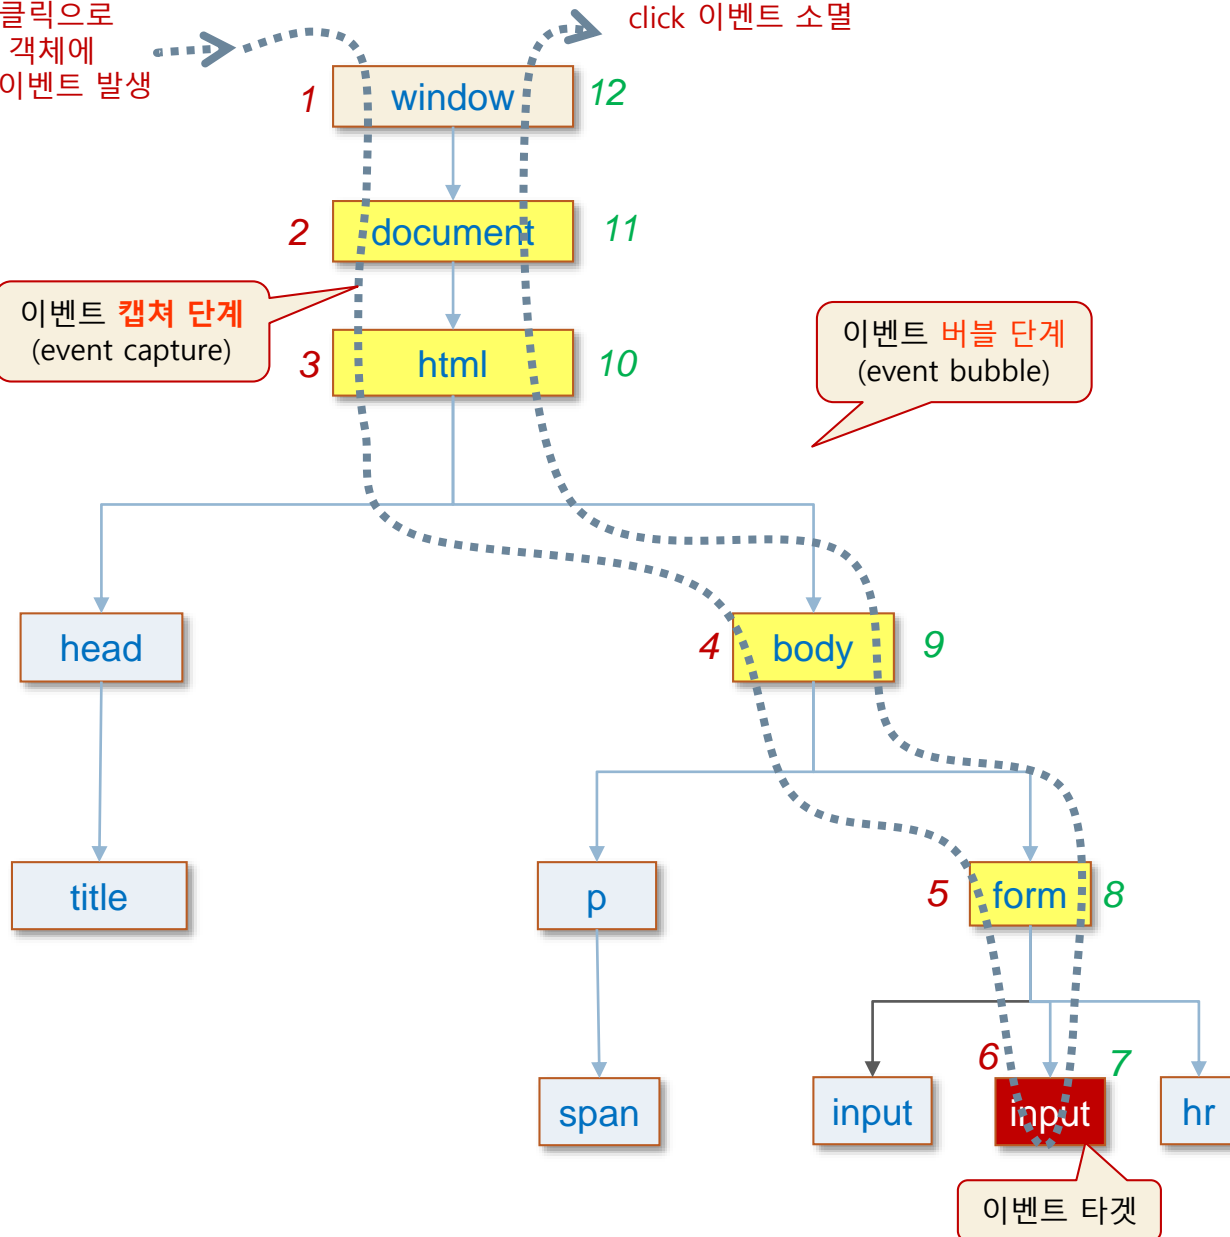 클릭으로
객체에
이벤트 발생
click 이벤트 소멸
1
window
12
2
document
11
이벤트 캡쳐 단계
(event capture)
3
html
10
이벤트 버블 단계
(event bubble)
head
4
body
9
title
p
5
form
8
6
7
span
input
input
hr
이벤트 타겟